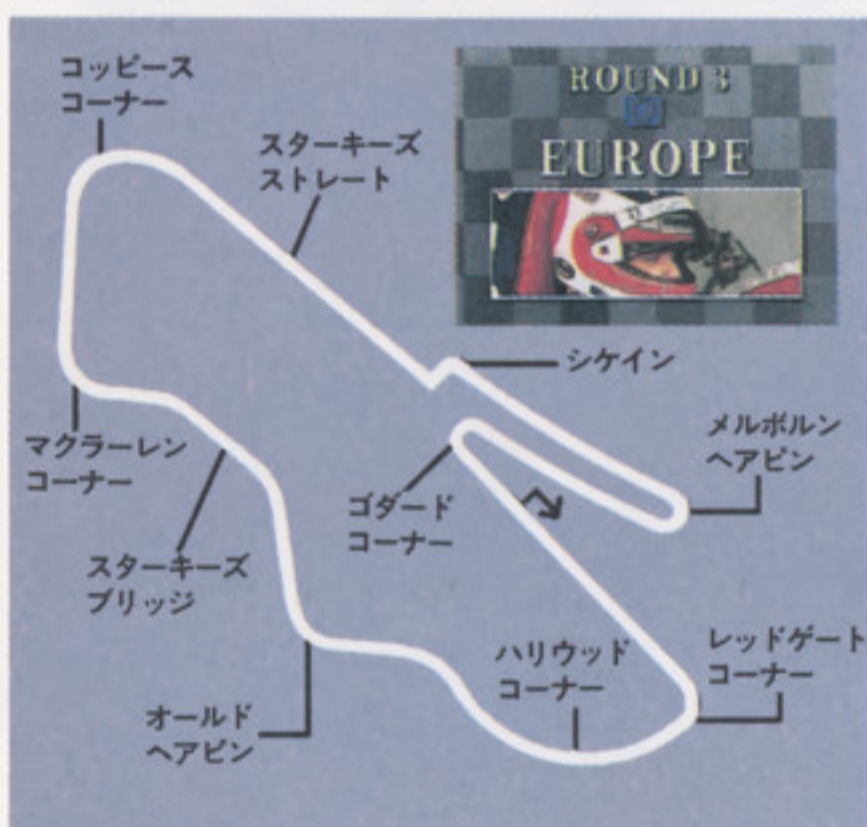 コッピース
コーナー
スターキーズ
ストレート
ROUND 3
EUROPE
シケイン
メルボルン
ヘアピン
マクラーレン
コーナー
ゴダード
コーナー
スターキーズ
ブリッジ
ハリウッド
コーナー
レッドゲート
コーナー
オールド
ヘアピン